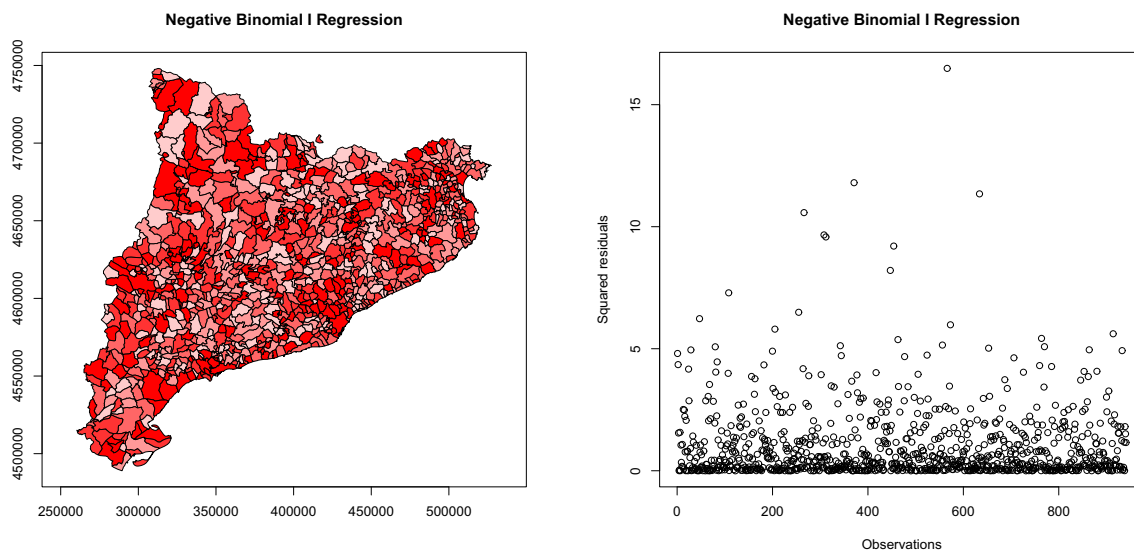 Negative Binomial I Regression
4750000
4700000
4650000
4600000
4550000
4500000
250000 300000 350000 400000 450000 500000
Negative Binomial I Regression
Squared residuals
15
10
5
0
0 200 400 600 800
Observations